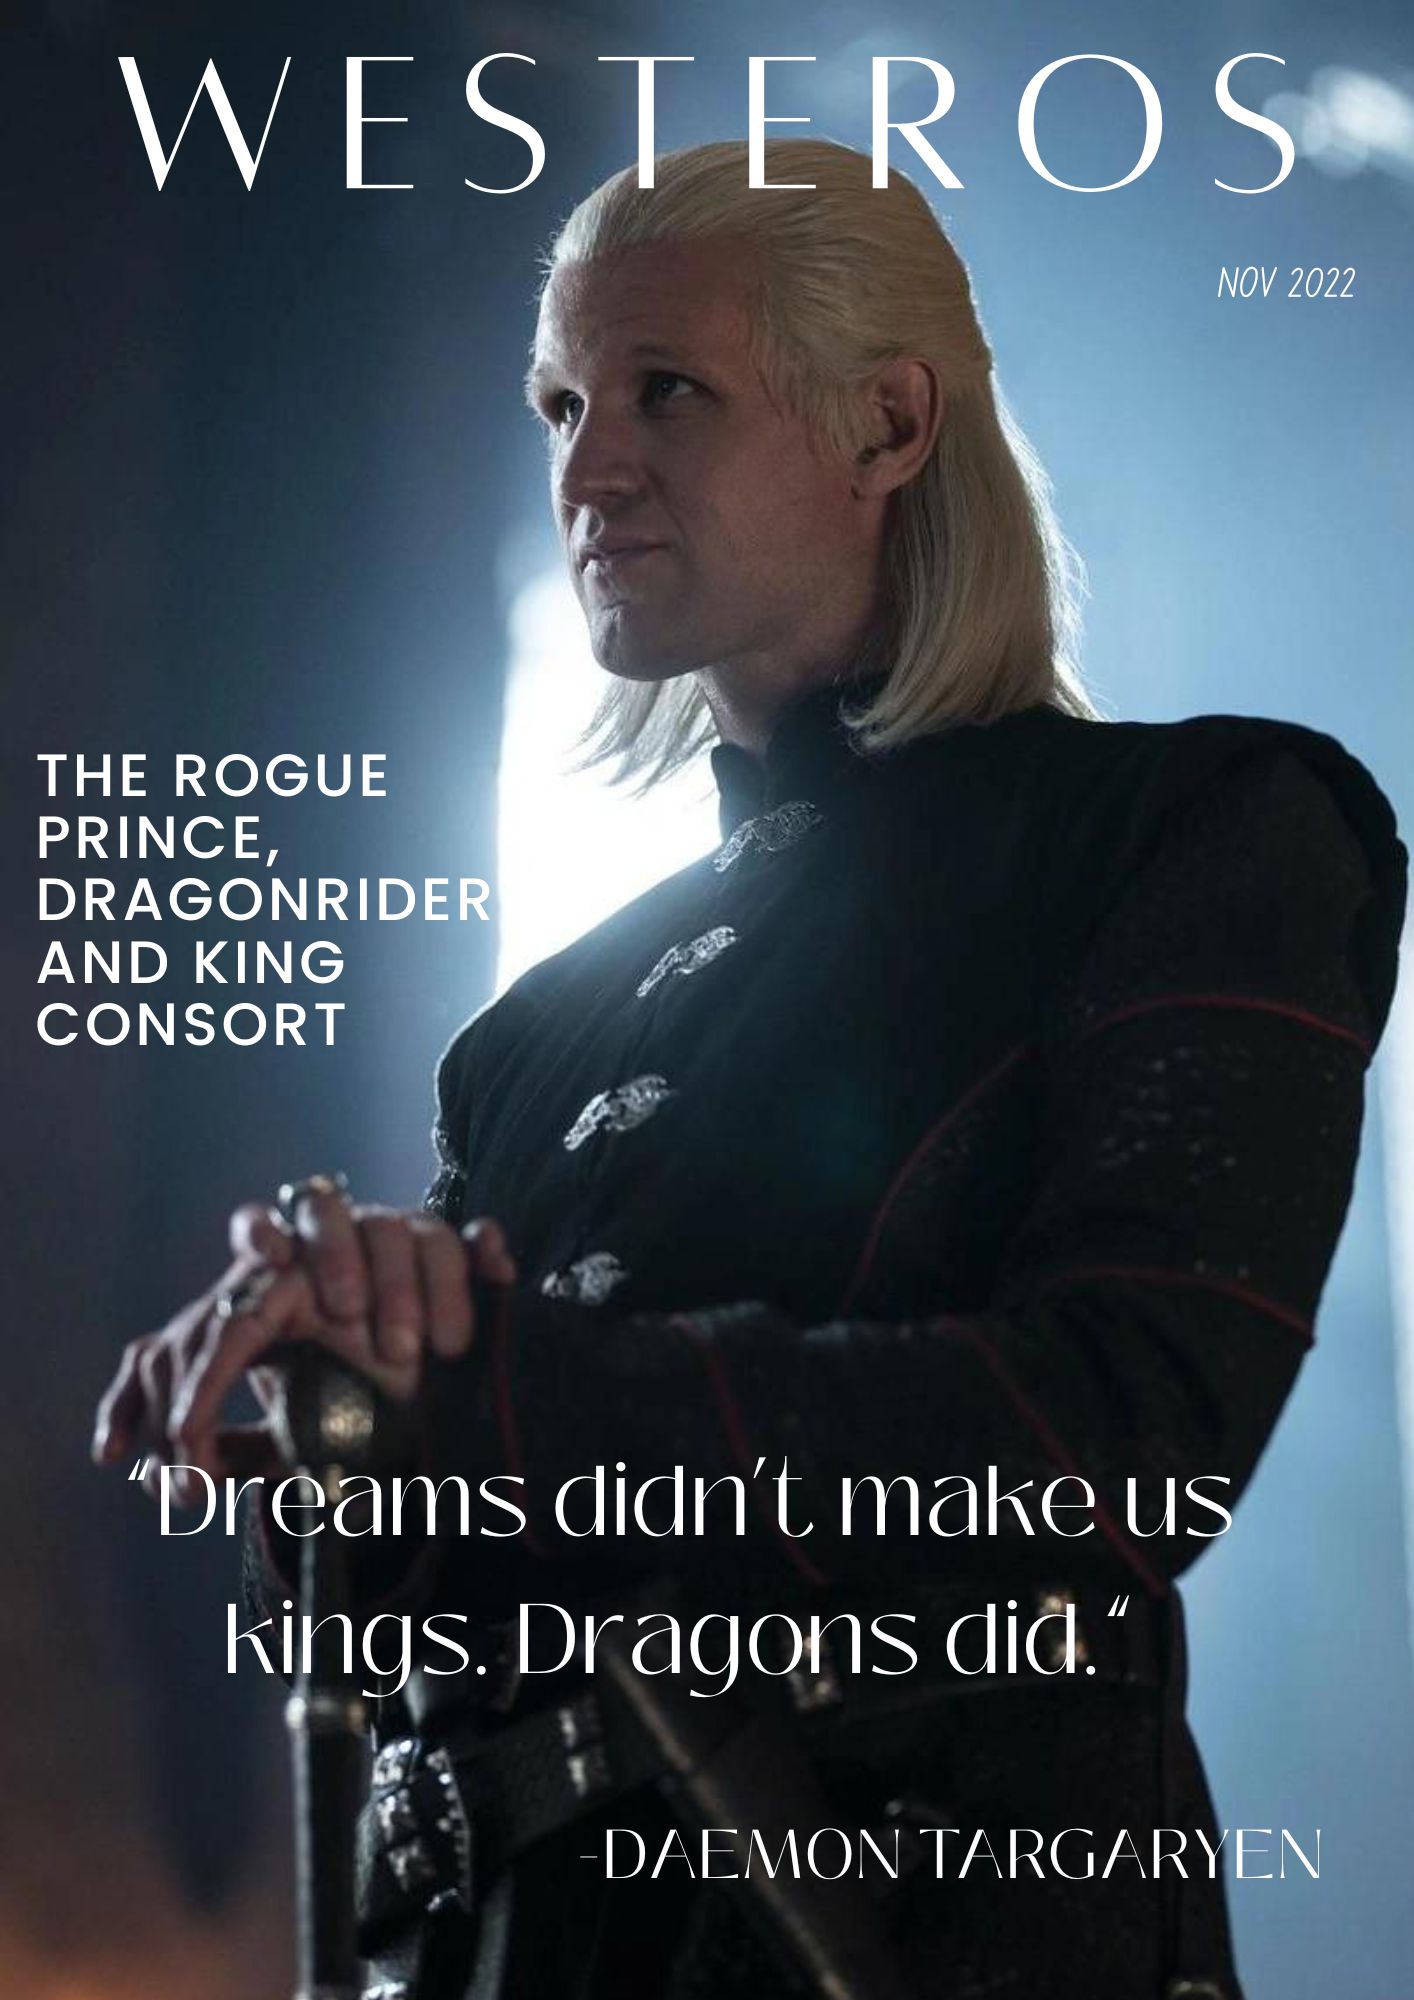 WESTEROS
NOV 2022
THE ROGUE
PRINCE,
DRAGONRIDER
AND KING
CONSORT
“Dreams didn't make us
kings. Dragons did.“
-DAEMON TARGARYEN